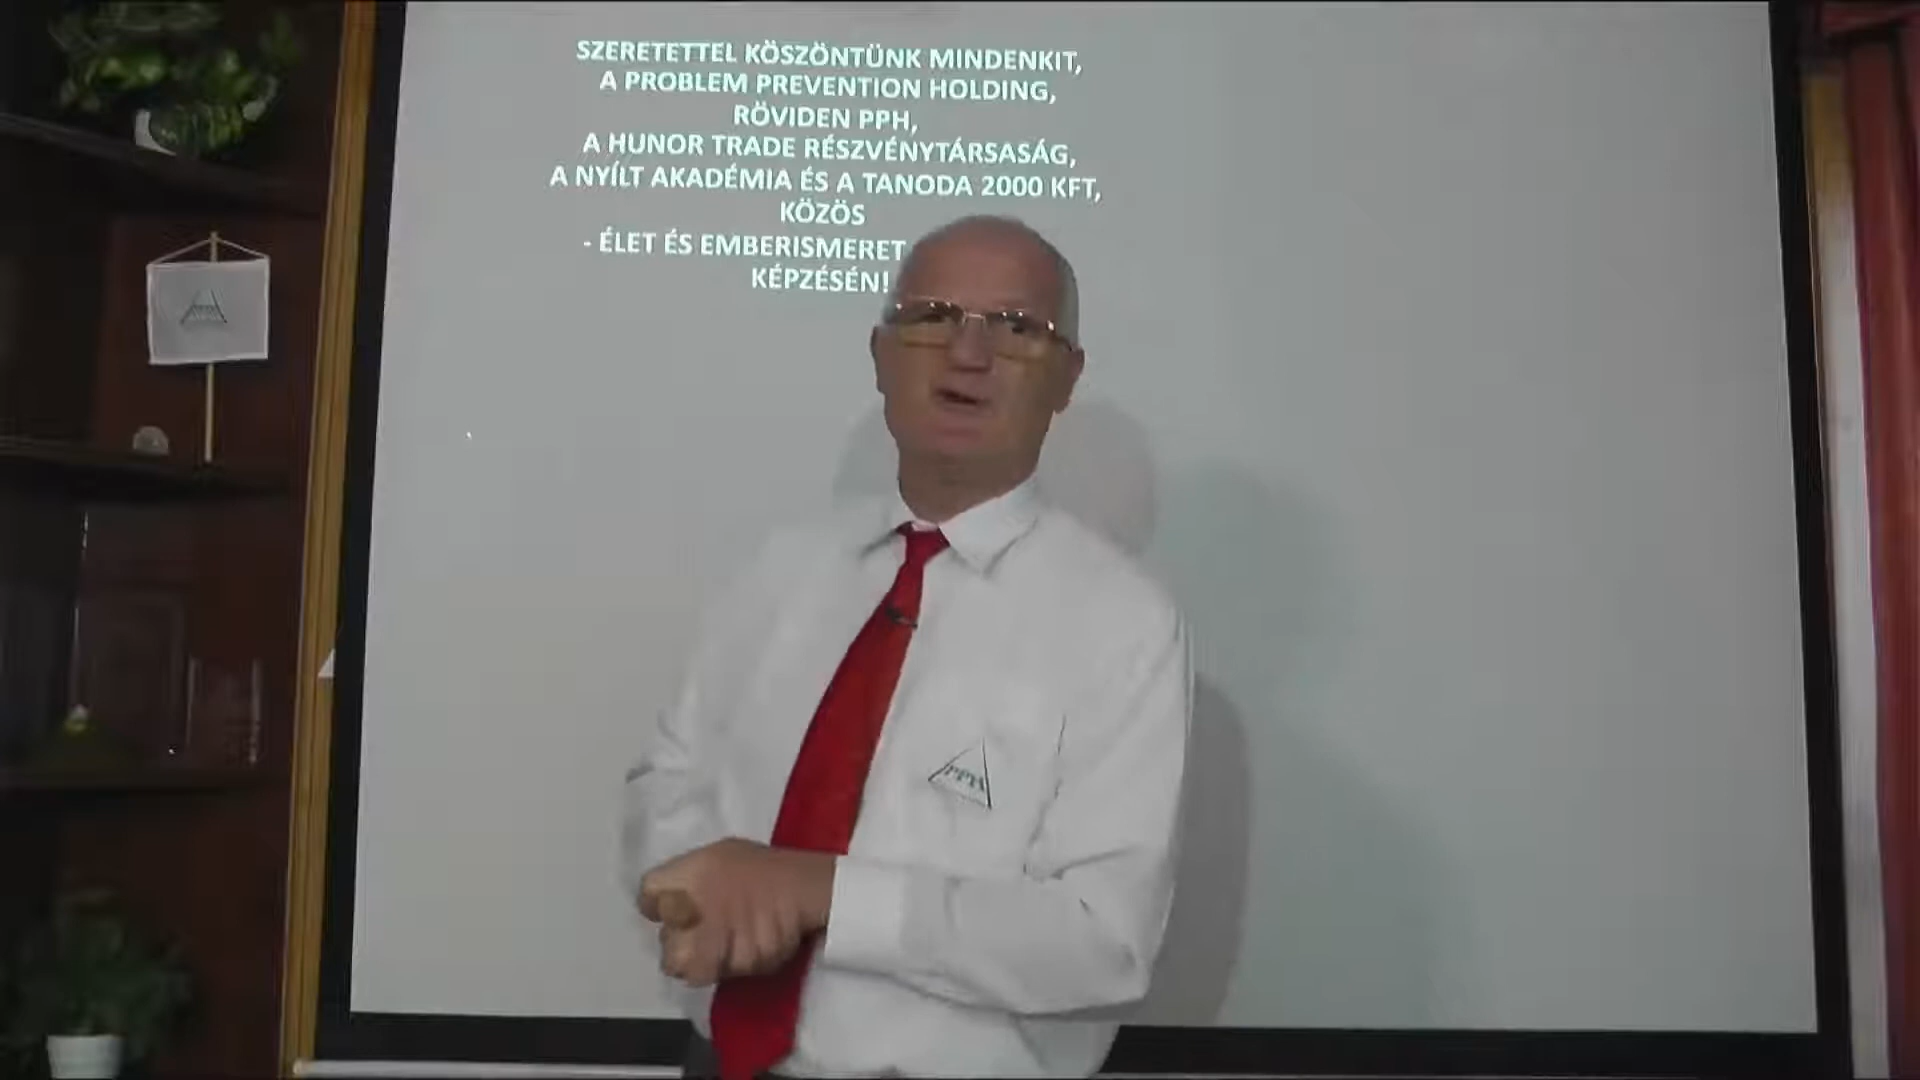 SZERETETTEL KÖSZÖNTÜNK MINDENKIT,
A PROBLEM PREVENTION HOLDING,
RÖVIDEN PPH,
A HUNOR TRADE RÉSZVÉNYTÁRSASÁG,
A NYÍLT AKADÉMIA ÉS A TANODA 2000 KFT,
KÖZÖS
- ÉLET ÉS EMBERISMERET
KÉPZÉSÉN!
PPH